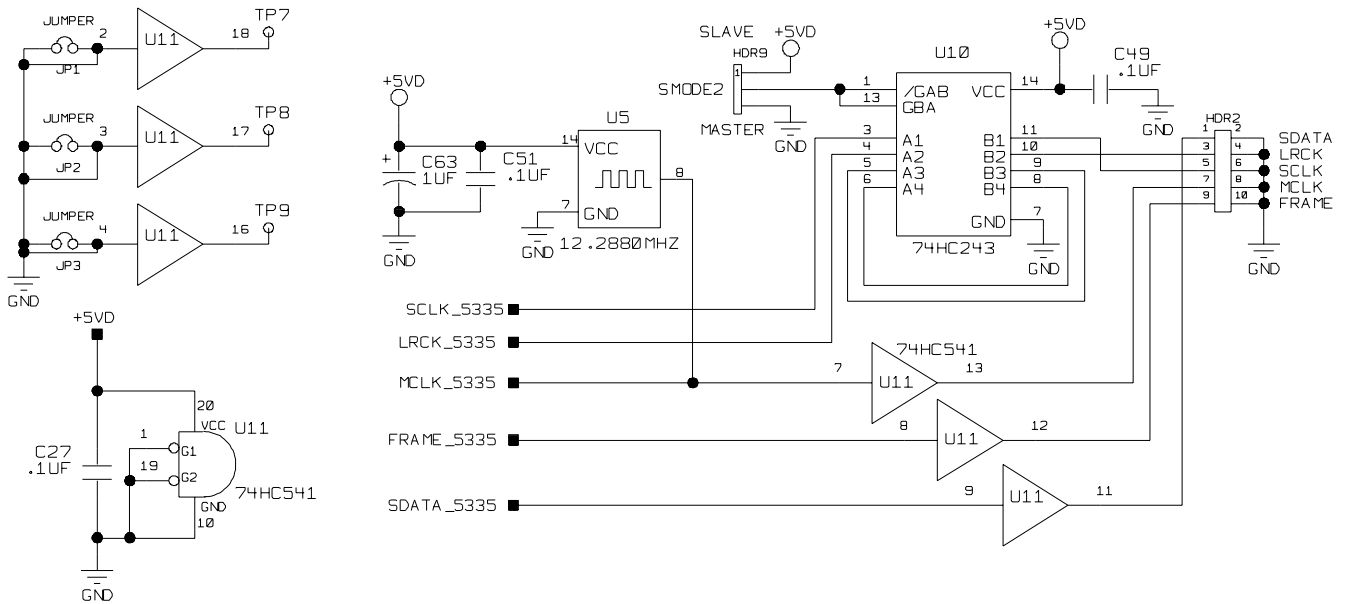 JUMPER
2
U11
18
TP7
JP1
JUMPER
3
U11
17
TP8
JP2
JUMPER
4
U11
16
TP9
JP3
GND
+5VD
20
VCC
U11
1
G1
19
G2
C27
.1UF
74HC541
GND
10
GND
+5VD
+
C63
1UF
C51
.1UF
GND
U5
14
VCC
8
7
GND
GND
12.2880MHZ
SLAVE
+5VD
HDR9
1
SMODE2
MASTER
GND
U10
1
/GAB
VCC
14
13
GBA
3
A1
B1
11
4
A2
B2
10
5
A3
B3
9
6
A4
B4
8
GND
7
74HC243
GND
+5VD
C49
.1UF
GND
HDR2
1
2
SDATA
3
4
LRCK
5
6
SCLK
7
8
MCLK
9
10
FRAME
GND
SCLK_5335
LRCK_5335
MCLK_5335
7
74HC541
U11
13
FRAME_5335
8
U11
12
SDATA_5335
9
U11
11